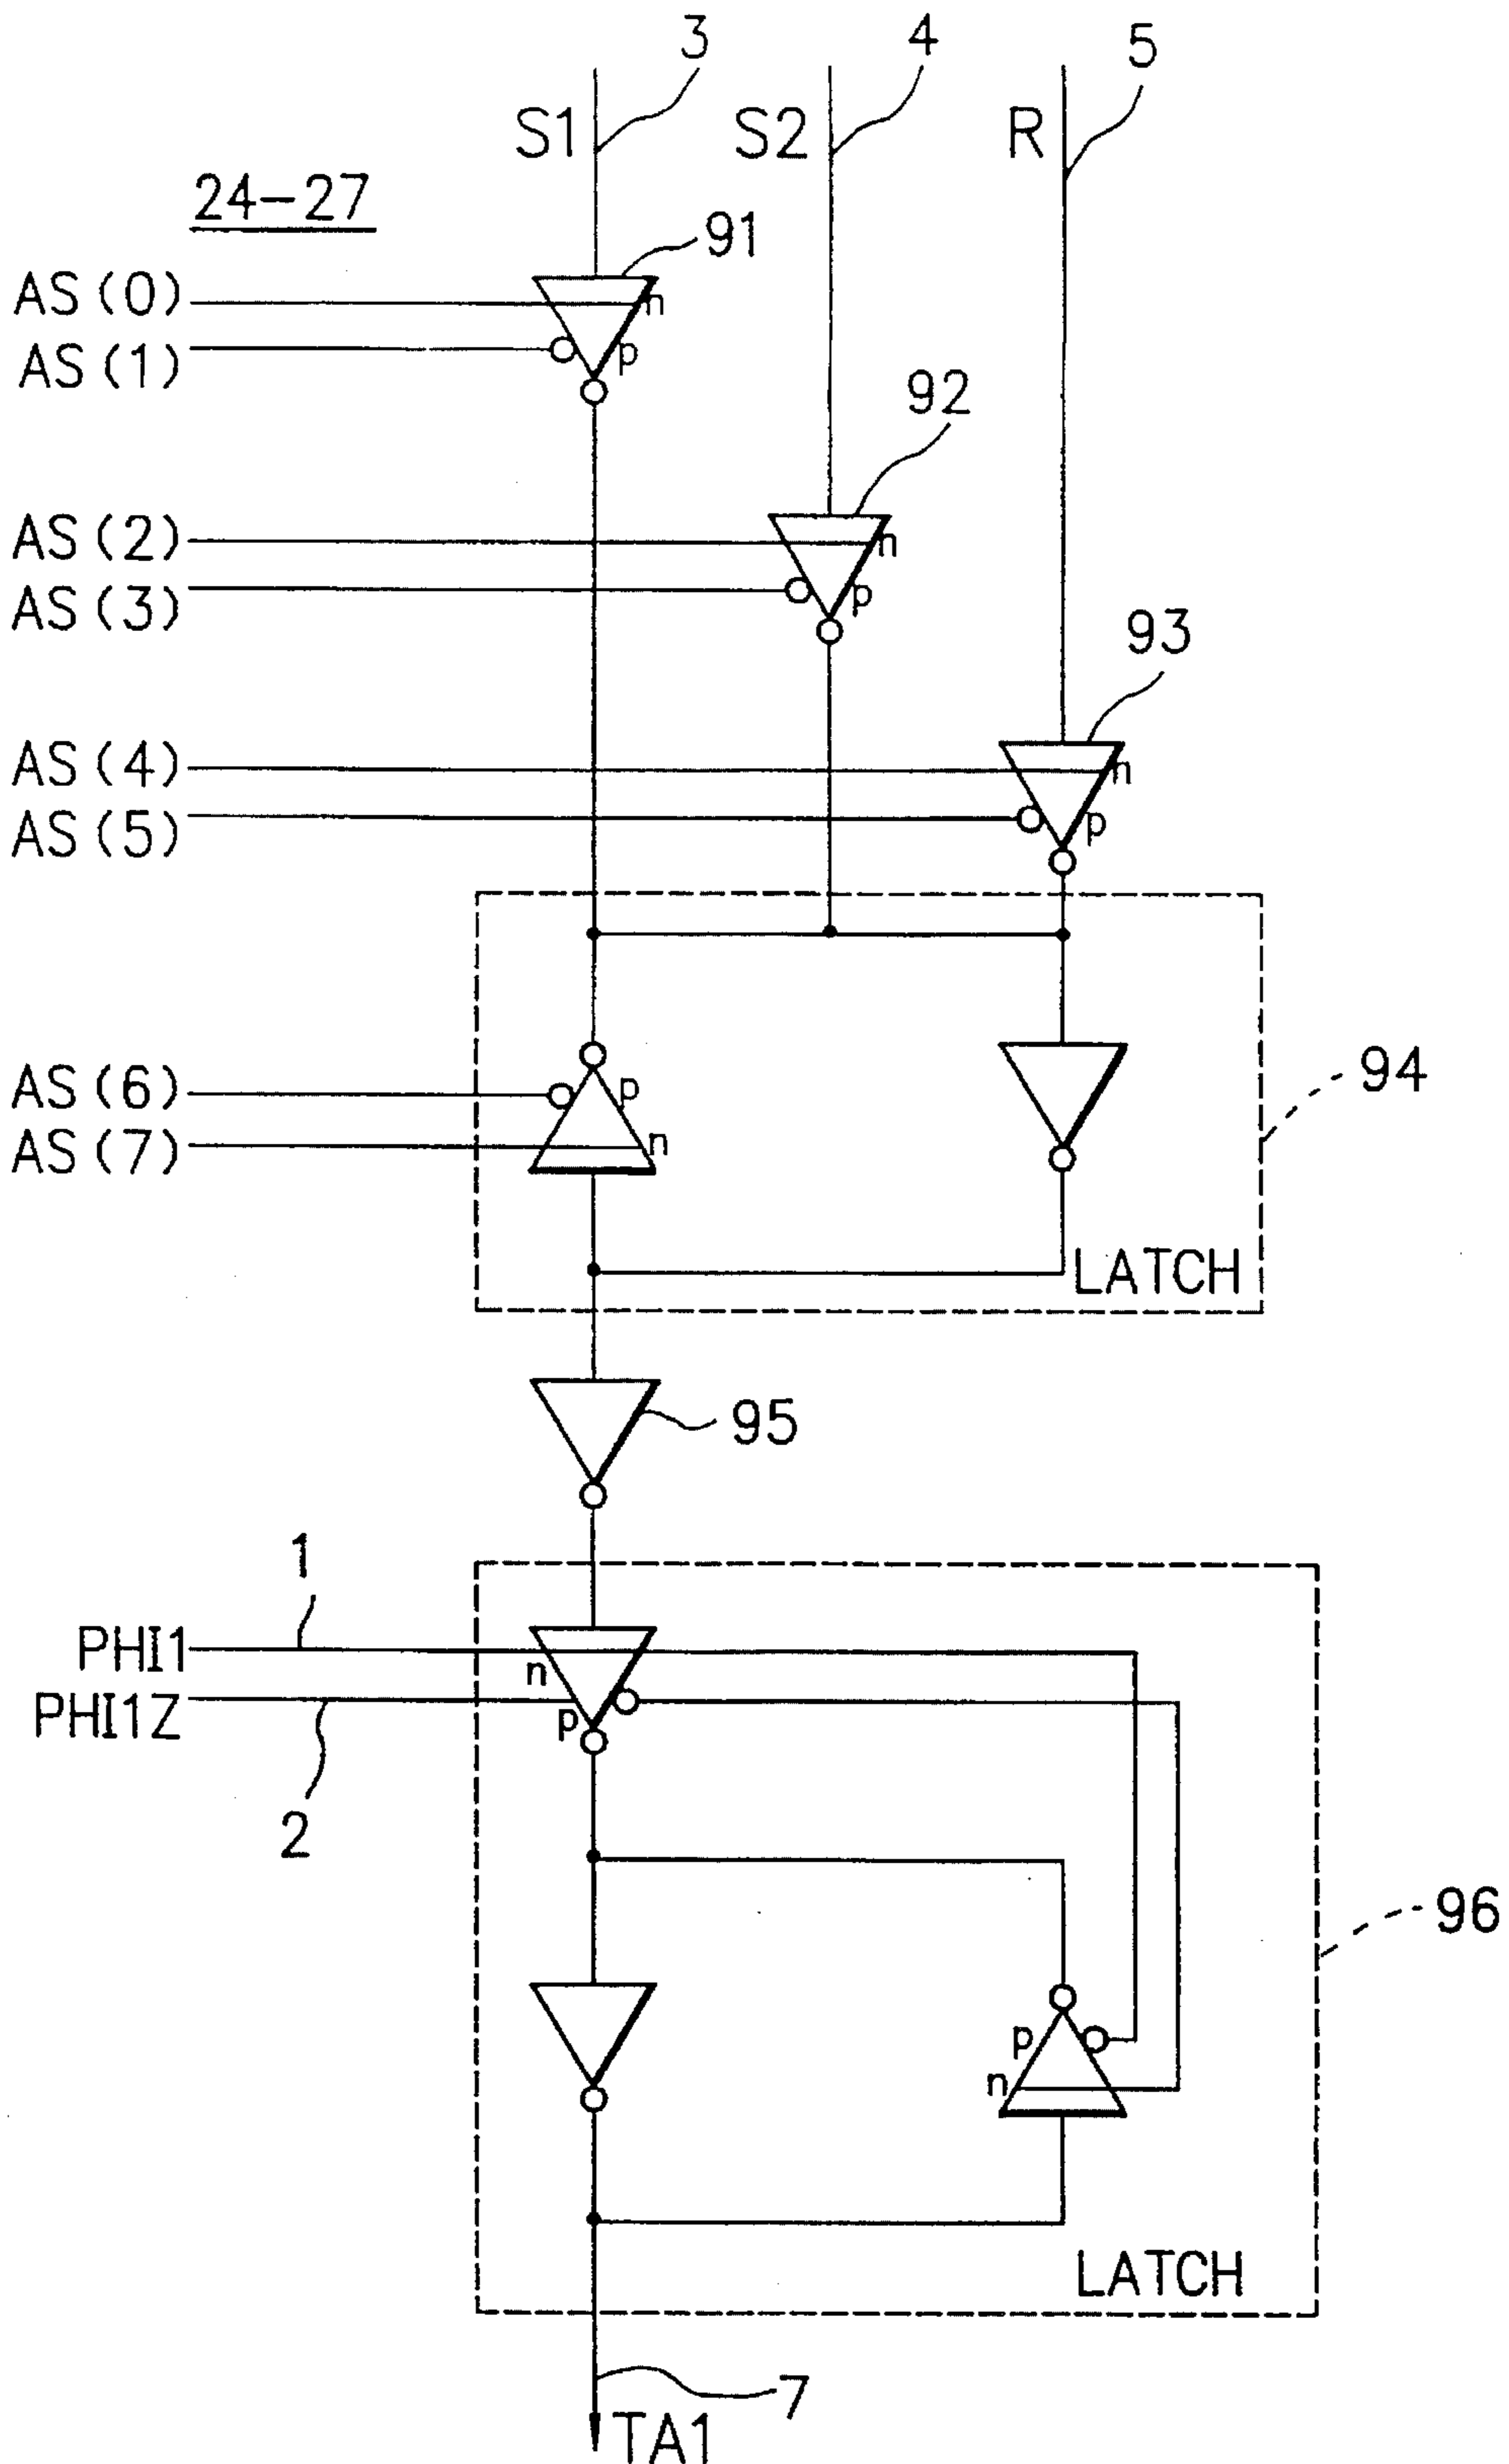 3
4
5
S1
S2
R
24-27
91
AS(0)
n
AS(1)
p
92
AS(2)
n
AS(3)
p
93
AS(4)
n
AS(5)
p
AS(6)
p
94
AS(7)
n
LATCH
95
1
PHI1
n
PHI1Z
p
2
96
p
n
LATCH
7
TA1